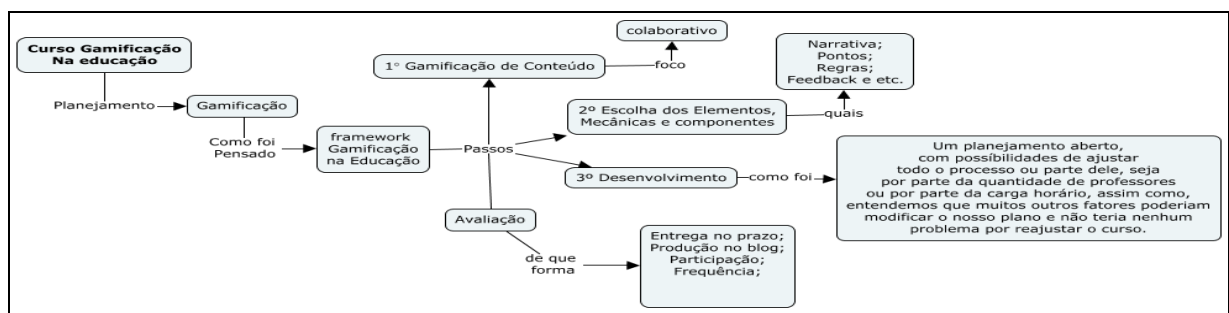 Curso Gamificação
Na educação
Planejamento
Gamificação
Como foi
Pensado
framework
Gamificação
na Educação
Passos
1° Gamificação de Conteúdo
foco
colaborativo
2º Escolha dos Elementos,
Mecânicas e componentes
quais
Narrativa;
Pontos;
Regras;
Feedback e etc.
3º Desenvolvimento
como foi
Um planejamento aberto,
com possíbilidades de ajustar
todo o processo ou parte dele, seja
por parte da quantidade de professores
ou por parte da carga horário, assim como,
entendemos que muitos outros fatores poderiam
modificar o nosso plano e não teria nenhum
problema por reajustar o curso.
Avaliação
de que
forma
Entrega no prazo;
Produção no blog;
Participação;
Frequência;